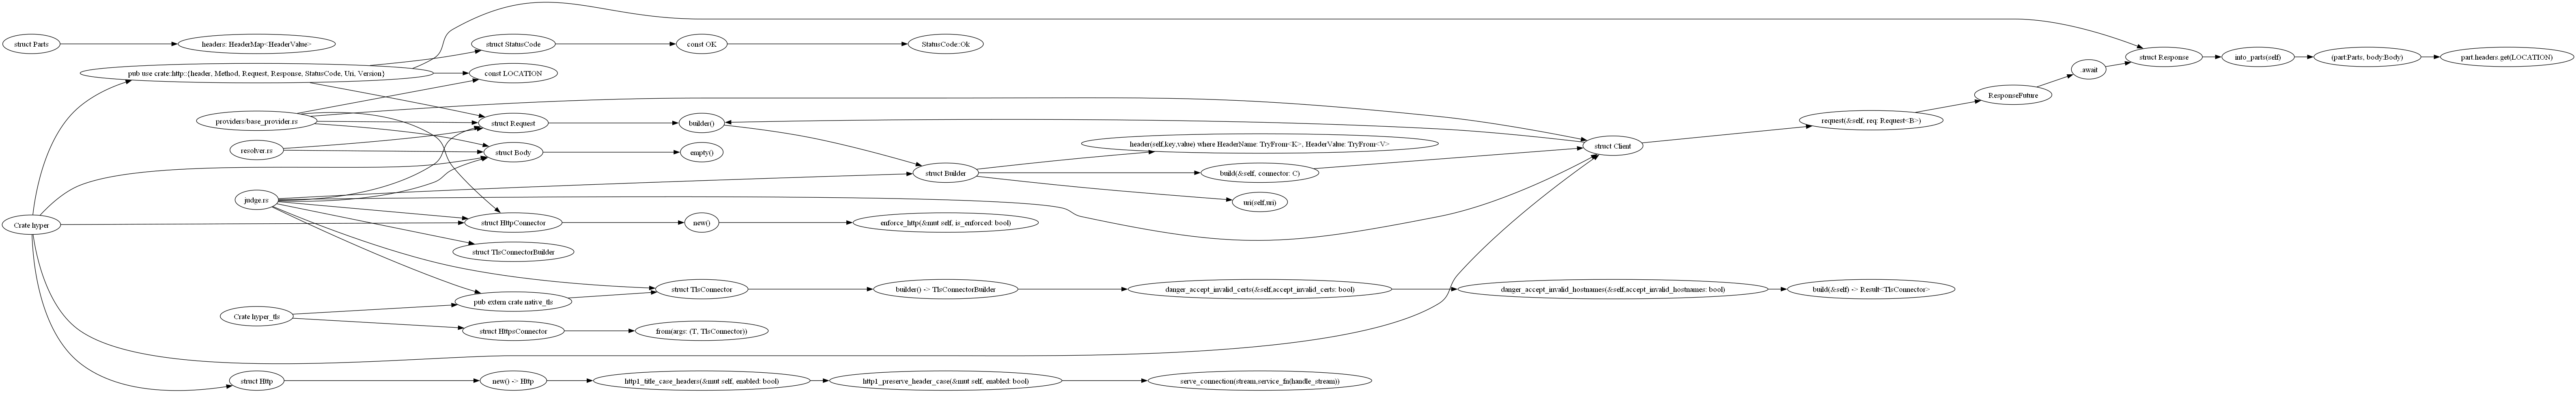 struct Parts
headers: HeaderMap<HeaderValue>
struct StatusCode
const OK
StatusCode::Ok
struct Response
into_parts(self)
(part:Parts, body:Body)
part.headers.get(LOCATION)
pub use crate::http::{header, Method, Request, Response, StatusCode, Uri, Version}
const LOCATION
.await
ResponseFuture
providers/base_provider.rs
struct Request
builder()
request(&self, req: Request<B>)
resolver.rs
struct Body
empty()
header(self,key,value) where HeaderName: TryFrom<K>, HeaderValue: TryFrom<V>
struct Client
struct Builder
build(&self, connector: C)
judge.rs
uri(self,uri)
Crate hyper
struct HttpConnector
new()
enforce_http(&mut self, is_enforced: bool)
struct TlsConnectorBuilder
struct TlsConnector
builder() -> TlsConnectorBuilder
danger_accept_invalid_certs(&self,accept_invalid_certs: bool)
danger_accept_invalid_hostnames(&self,accept_invalid_hostnames: bool)
build(&self) -> Result<TlsConnector>
pub extern crate native_tls
Crate hyper_tls
struct HttpsConnector
from(args: (T, TlsConnector))
struct Http
new() -> Http
http1_title_case_headers(&mut self, enabled: bool)
http1_preserve_header_case(&mut self, enabled: bool)
serve_connection(stream,service_fn(handle_stream))